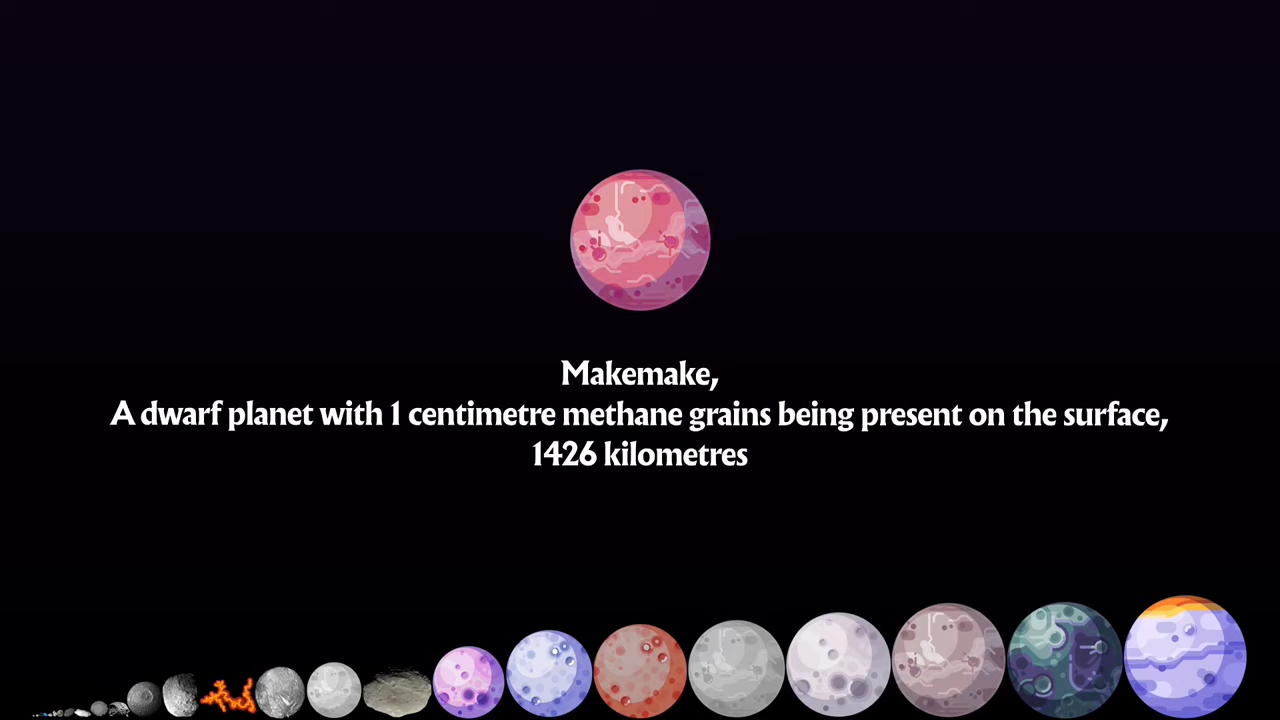 Makemake,
A dwarf planet with 1 centimetre methane grains being present on the surface,
1426 kilometres